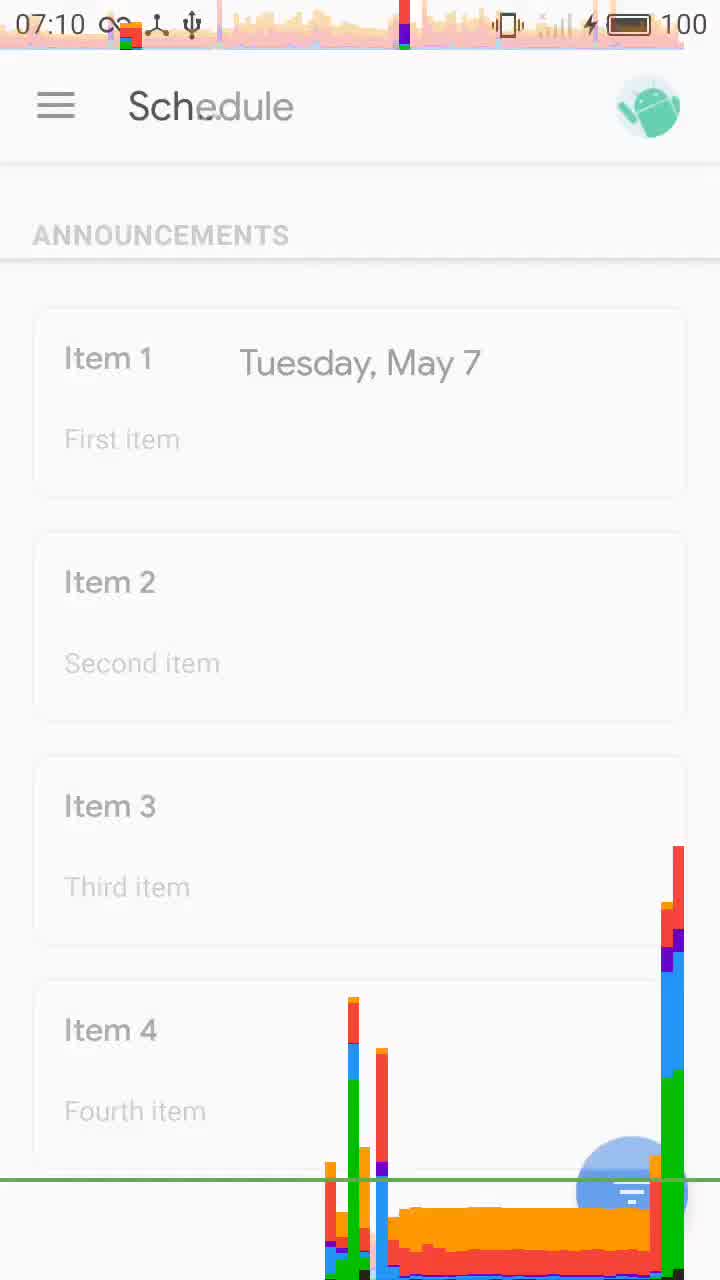 07:10 100
Schedule
ANNOUNCEMENTS
Item 1
Tuesday, May 7
First item
Item 2
Second item
Item 3
Third item
Item 4
Fourth item